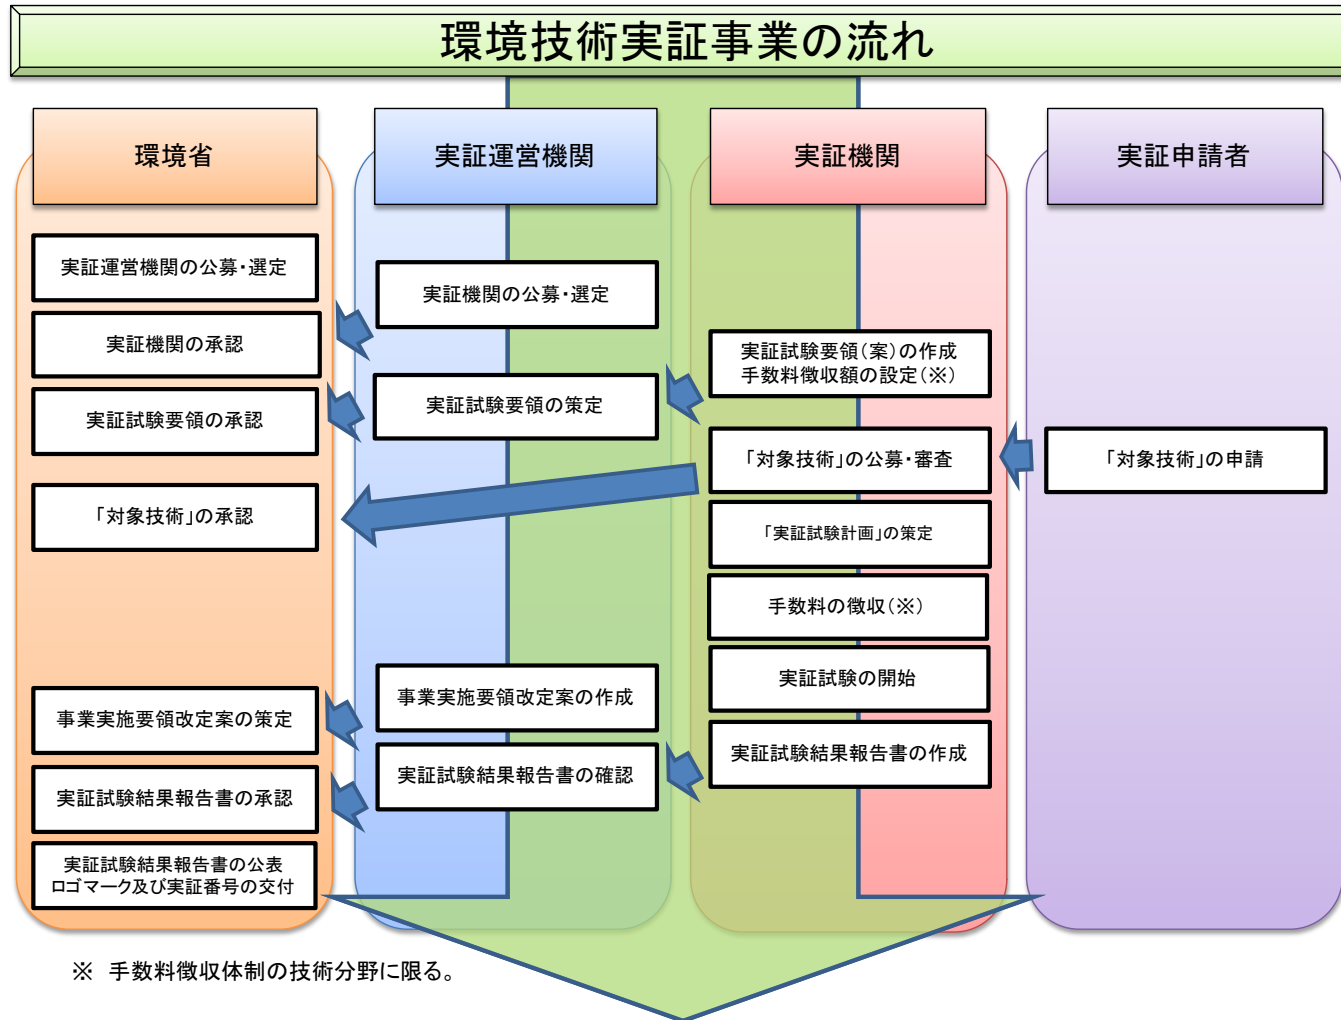 環境技術実証事業の流れ
環境省
実証運営機関の公募・選定
実証機関の承認
実証試験要領の承認
「対象技術」の承認
事業実施要領改定案の策定
実証試験結果報告書の承認
実証試験結果報告書の公表
ロゴマーク及び実証番号の交付
実証運営機関
実証機関の公募・選定
実証試験要領の策定
事業実施要領改定案の作成
実証試験結果報告書の確認
実証機関
実証試験要領(案)の作成
手数料徴収額の設定(※)
「対象技術」の公募・審査
「実証試験計画」の策定
手数料の徴収(※)
実証試験の開始
実証試験結果報告書の作成
実証申請者
「対象技術」の申請
※ 手数料徴収体制の技術分野に限る。